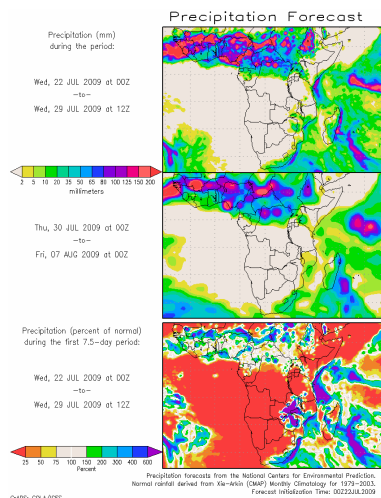 Precipitation Forecast
Precipitation (mm)
during the period:
Wed, 22 JUL 2009 at 00Z
-to-
Wed, 29 JUL 2009 at 12Z
2 5 10 20 35 50 65 80 100 125 150 200
millimeters
Thu, 30 JUL 2009 at 00Z
-to-
Fri, 07 AUG 2009 at 00Z
Precipitation (percent of normal)
during the first 7.5-day period:
Wed, 22 JUL 2009 at 00Z
-to-
Wed, 29 JUL 2009 at 12Z
25 50 75 100 150 200 300 400 600
Percent
Precipitation forecasts from the National Centers for Environmental Prediction.
Normal rainfall derived from Xie-Arkin (CMAP) Monthly Climatology for 1979-2003.
Forecast Initialization Time: 00Z22JUL2009